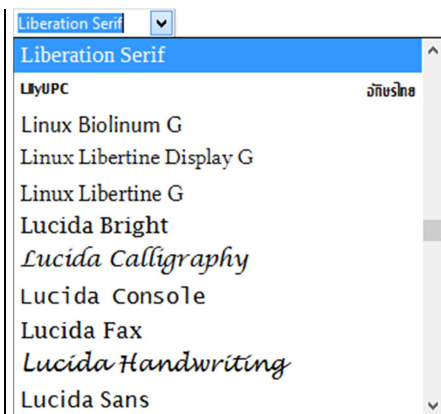 Liberation Serif
Liberation Serif
LilyUPC อักษรไทย
Linux Biolinum G
Linux Libertine Display G
Linux Libertine G
Lucida Bright
Lucida Calligraphy
Lucida Console
Lucida Fax
Lucida Handwriting
Lucida Sans